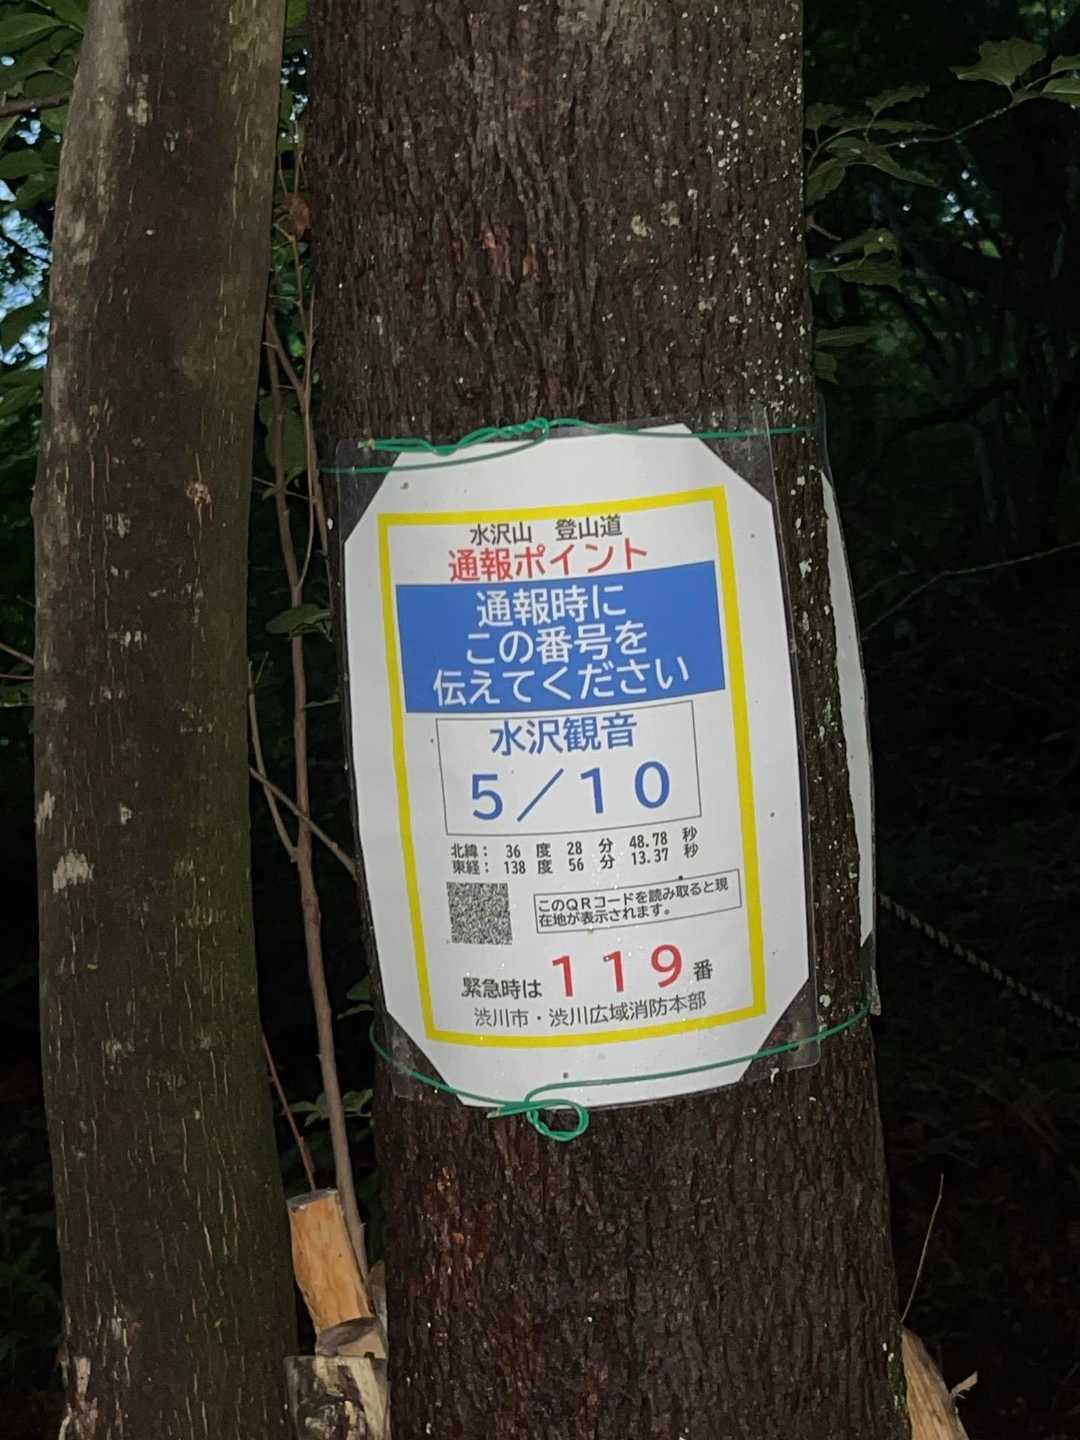 水沢山　登山道
通報ポイント
通報時に
この番号を
伝えてください
水沢観音
５／１０
北緯： 36 度 28 分 48.78 秒
東経： 138 度 56 分 13.37 秒
このＱＲコードを読み取ると現
在地が表示されます。
緊急時は１１９番
渋川市・渋川広域消防本部